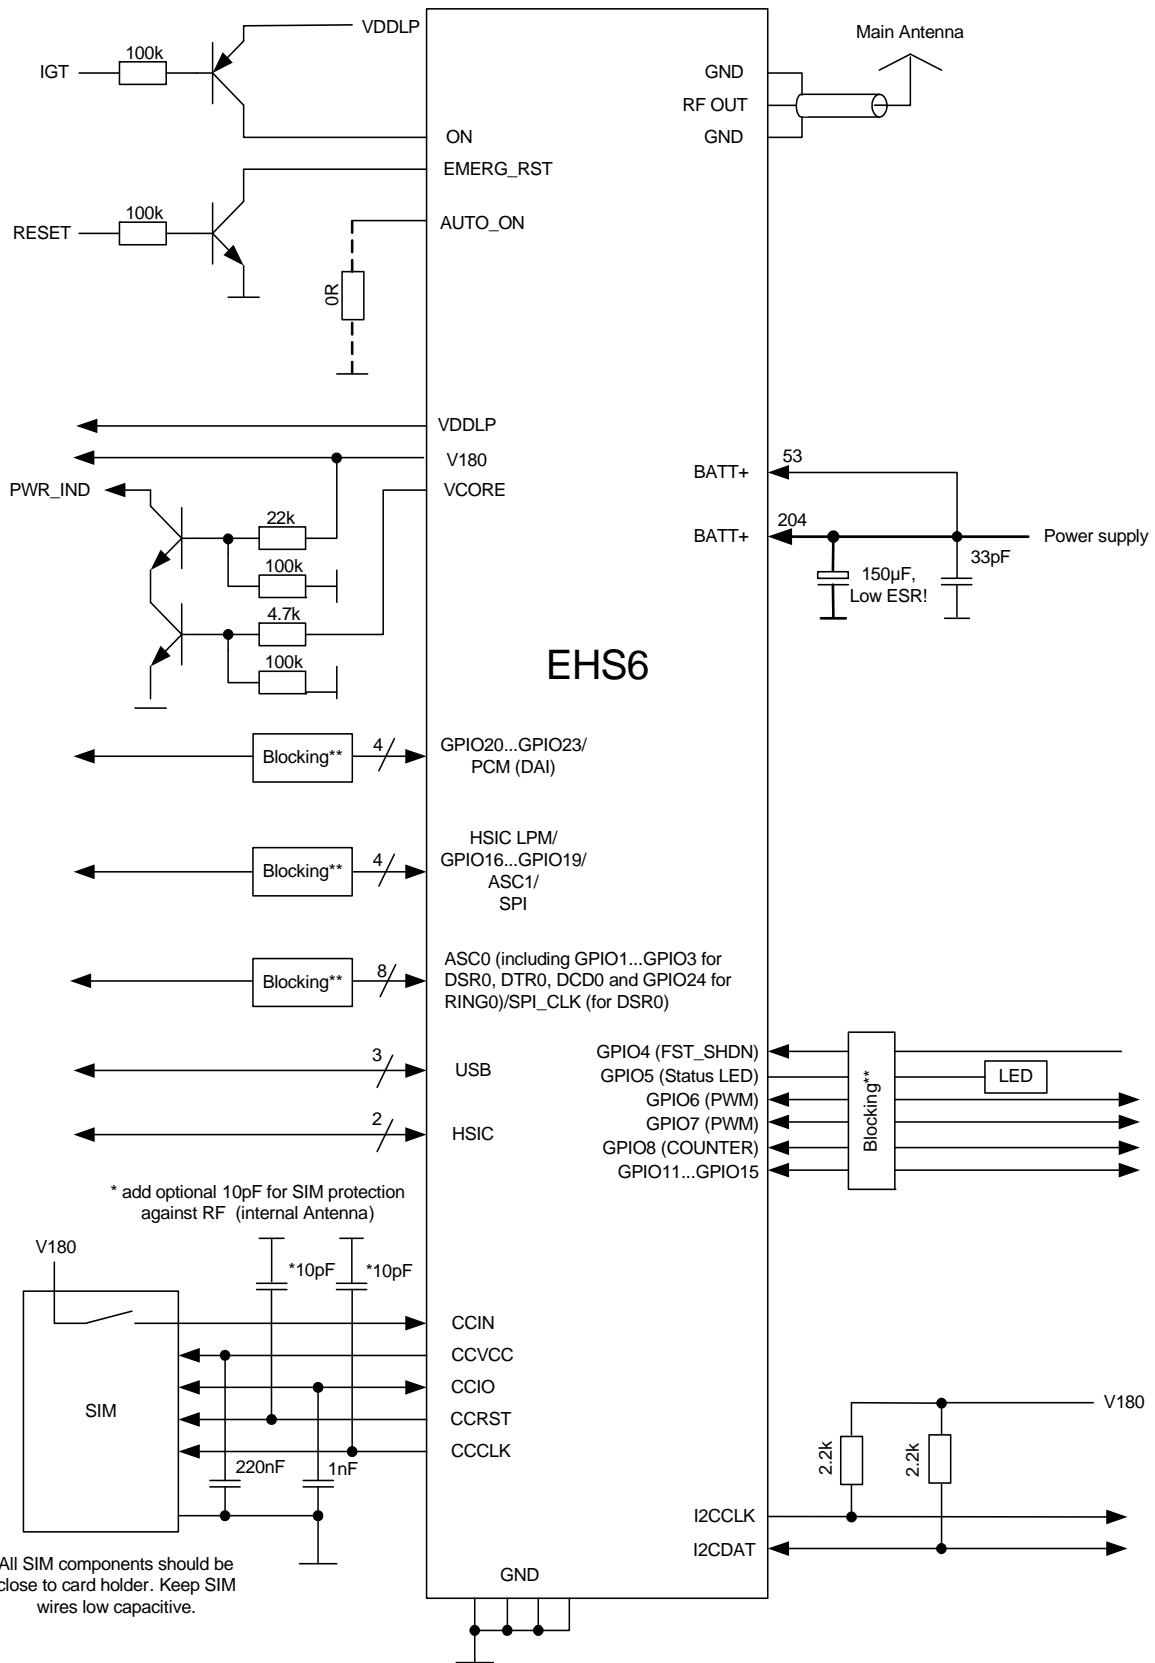 VDDLP
Main Antenna
100k
IGT
GND
RF OUT
GND
ON
EMERG_RST
100k
RESET
AUTO_ON
0R
VDDLP
V180
VCORE
PWR_IND
22k
100k
4.7k
100k
BATT+
53
BATT+
204
Power supply
33pF
150µF,
Low ESR!
EHS6
Blocking**
4
GPIO20...GPIO23/
PCM (DAI)
Blocking**
4
HSIC LPM/
GPIO16...GPIO19/
ASC1/
SPI
Blocking**
8
ASC0 (including GPIO1...GPIO3 for
DSR0, DTR0, DCD0 and GPIO24 for
RING0)/SPI_CLK (for DSR0)
3
USB
2
HSIC
GPIO4 (FST_SHDN)
GPIO5 (Status LED)
GPIO6 (PWM)
GPIO7 (PWM)
GPIO8 (COUNTER)
GPIO11...GPIO15
Blocking**
LED
* add optional 10pF for SIM protection
against RF (internal Antenna)
V180
*10pF
*10pF
SIM
CCIN
CCVCC
CCIO
CCRST
CCCLK
220nF
1nF
All SIM components should be
close to card holder. Keep SIM
wires low capacitive.
V180
2.2k
2.2k
I2CCLK
I2CDAT
GND